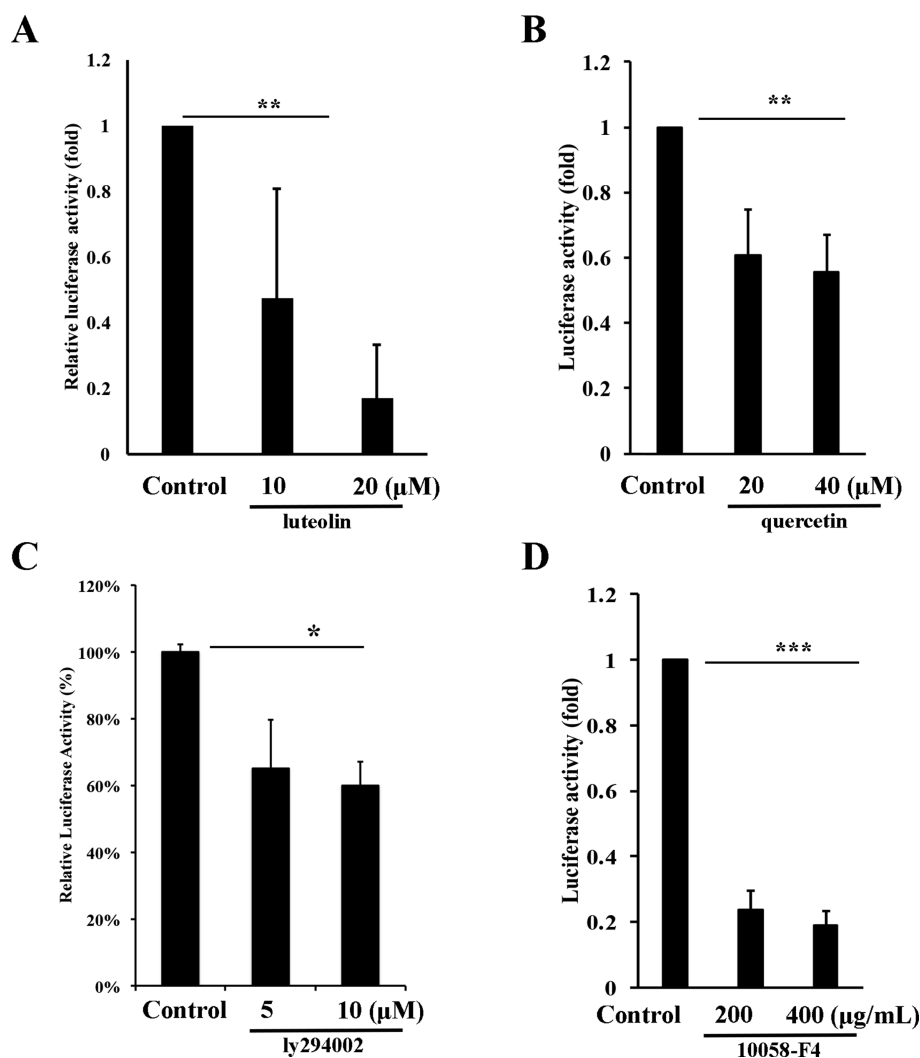 A
Relative luciferase activity (fold)
1.2
1
0.8
0.6
0.4
0.2
0
**
Control 10 20 (μM)
luteolin
B
Luciferase activity (fold)
1.2
1
0.8
0.6
0.4
0.2
0
**
Control 20 40 (μM)
quercetin
C
Relative Luciferase Activity (%)
120%
100%
80%
60%
40%
20%
0%
*
Control 5 10 (μM)
ly294002
D
Luciferase activity (fold)
1.2
1
0.8
0.6
0.4
0.2
0
***
Control 200 400 (μg/mL)
10058-F4